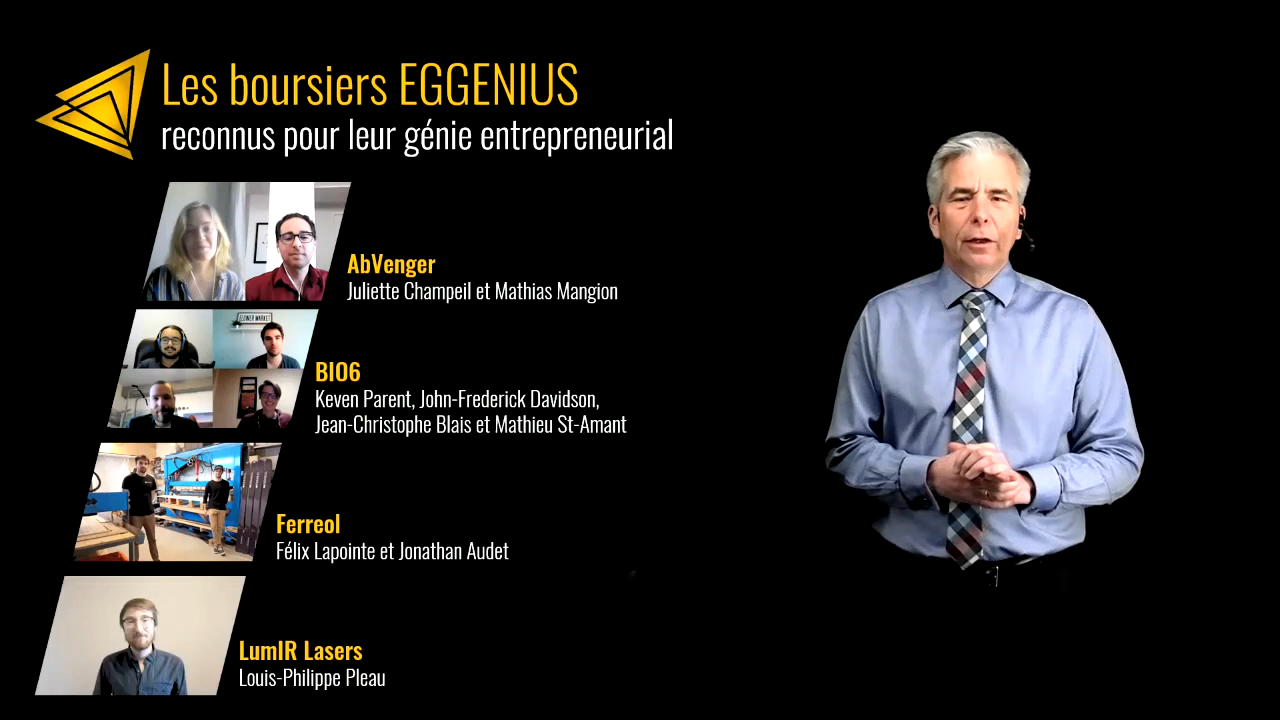 Les boursiers EGGENIUS
reconnus pour leur génie entrepreneurial
AbVenger
Juliette Champeil et Mathias Mangion
FLOWER MARKET
BIO6
Keven Parent, John-Frederick Davidson,
Jean-Christophe Blais et Mathieu St-Amant
Ferreol
Félix Lapointe et Jonathan Audet
LumIR Lasers
Louis-Philippe Pleau